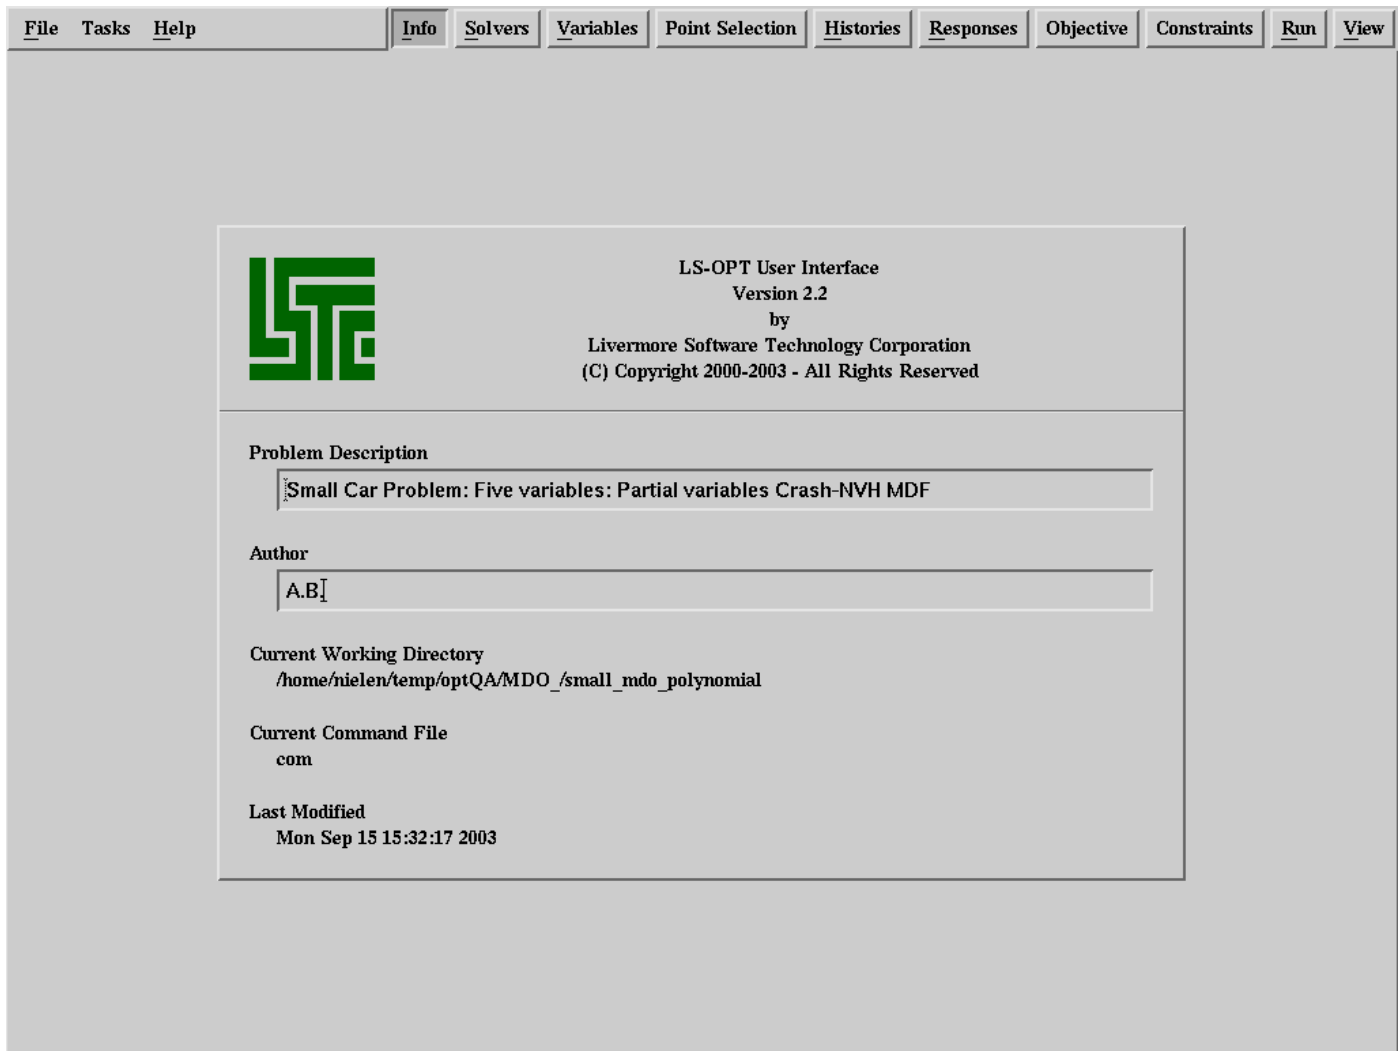 File Tasks Help Info Solvers Variables Point Selection Histories Responses Objective Constraints Run View
LSTC
LS-OPT User Interface
Version 2.2
by
Livermore Software Technology Corporation
(C) Copyright 2000-2003 - All Rights Reserved
Problem Description
Small Car Problem: Five variables: Partial variables Crash-NVH MDF
Author
A.B.
Current Working Directory
/home/nielen/temp/optQA/MDO_/small_mdo_polynomial
Current Command File
com
Last Modified
Mon Sep 15 15:32:17 2003